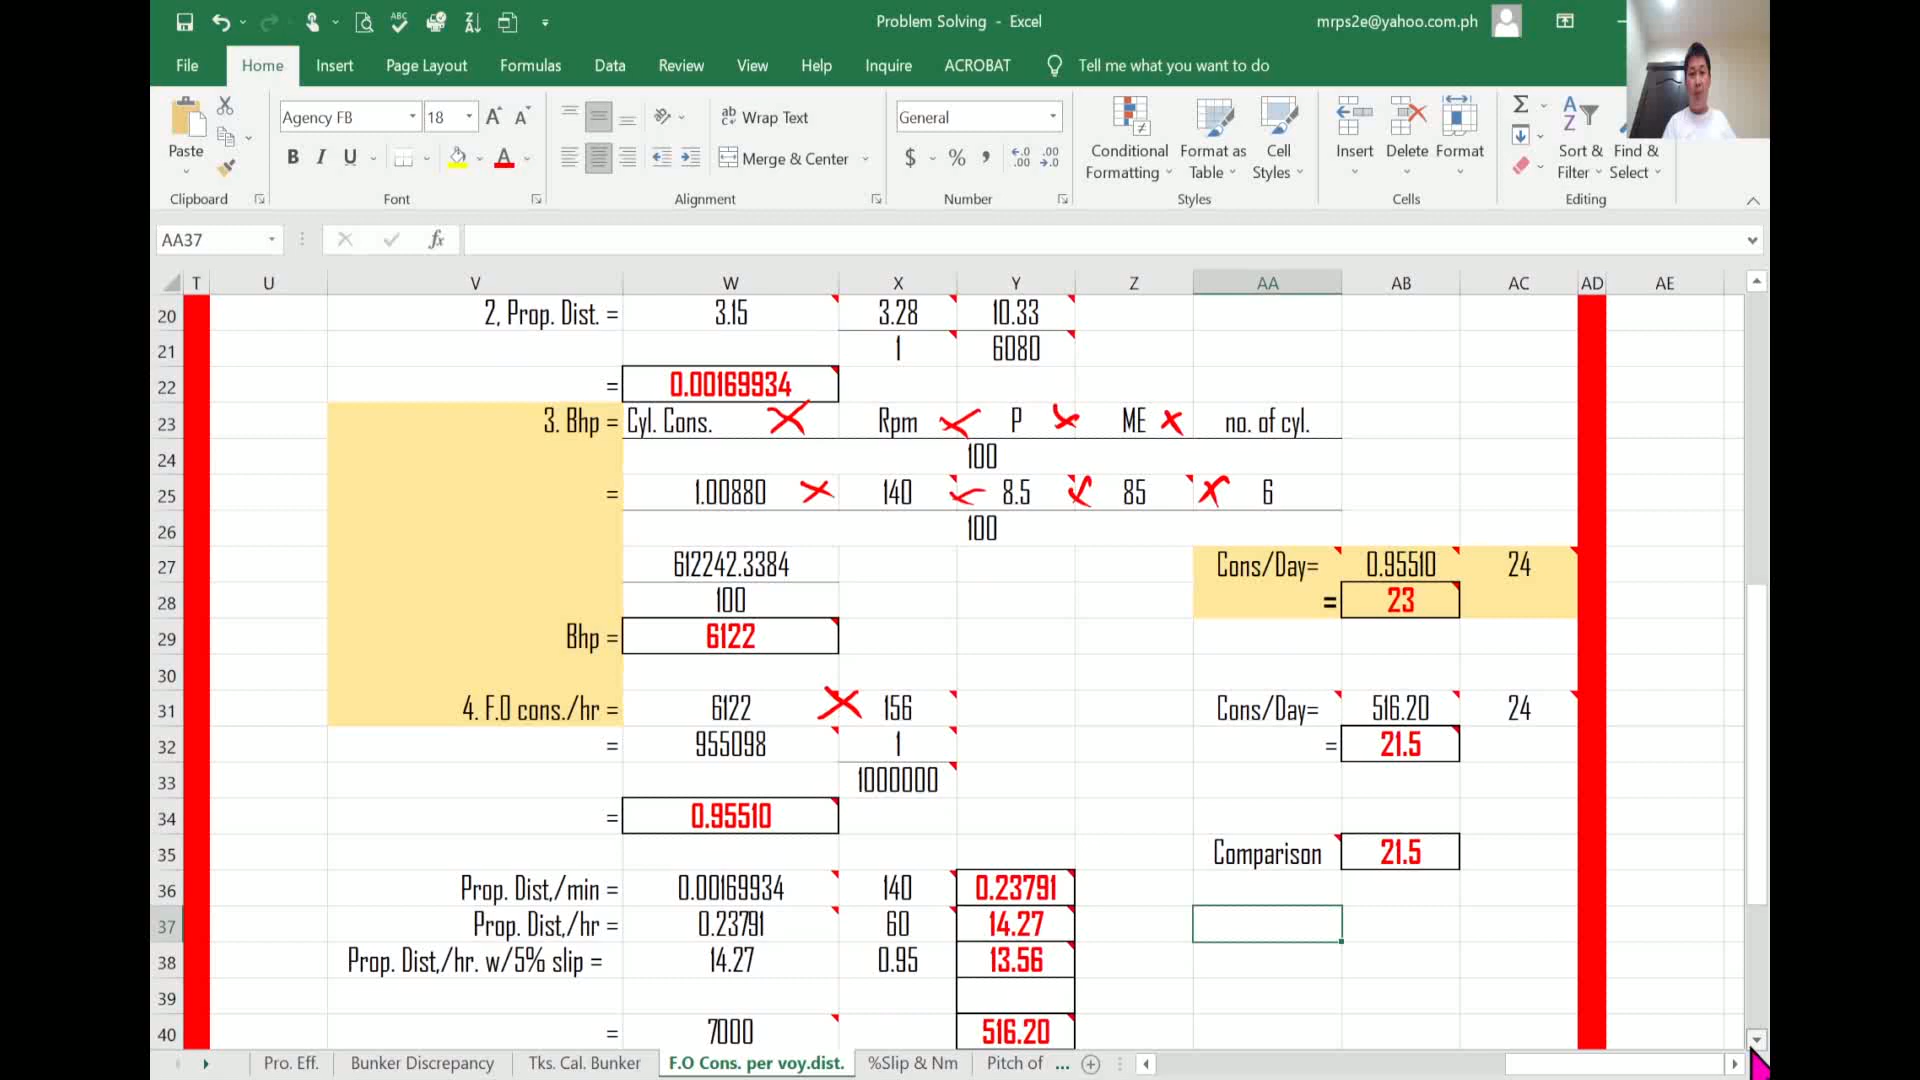 Problem Solving - Excel
mrps2e@yahoo.com.ph
File Home Insert Page Layout Formulas Data Review View Help Inquire ACROBAT Tell me what you want to do
Paste
Agency FB 18
B I U
Wrap Text
Merge & Center
General
$ %
Conditional Formatting
Format as Table
Cell Styles
Insert Delete Format
Sort & Filter
Find & Select
Clipboard Font Alignment Number Styles Cells Editing
AA37 fx
T U V W X Y Z AA AB AC AD AE
20 2, Prop. Dist. = 3.15 3.28 10.33
21 1 6080
22 = 0.00169934
23 3. Bhp = Cyl. Cons. Rpm P ME no. of cyl.
24 100
25 = 1.00880 140 8.5 85 6
26 100
27 612242.3384 Cons/Day= 0.95510 24
28 100 = 23
29 Bhp = 6122
30
31 4. F.O cons./hr = 6122 156 Cons/Day= 516.20 24
32 = 955098 1 = 21.5
33 1000000
34 = 0.95510
35 Comparison 21.5
36 Prop. Dist,/min = 0.00169934 140 0.23791
37 Prop. Dist,/hr = 0.23791 60 14.27
38 Prop. Dist,/hr. w/5% slip = 14.27 0.95 13.56
39
40 = 7000 516.20
Pro. Eff. Bunker Discrepancy Tks. Cal. Bunker F.O Cons. per voy.dist. %Slip & Nm Pitch of ...